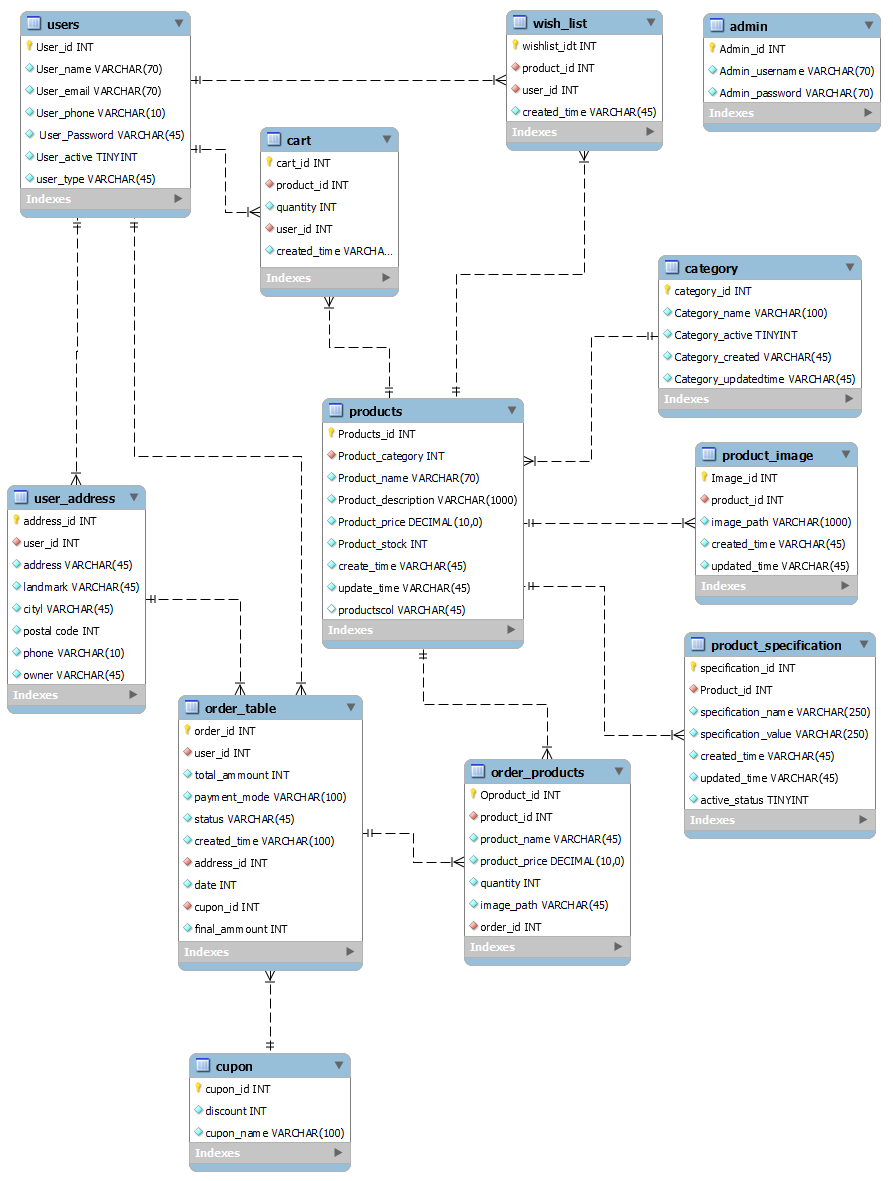 users
User_id INT
User_name VARCHAR(70)
User_email VARCHAR(70)
User_phone VARCHAR(10)
User_Password VARCHAR(45)
User_active TINYINT
user_type VARCHAR(45)
Indexes
wish_list
wishlist_idt INT
product_id INT
user_id INT
created_time VARCHAR(45)
Indexes
admin
Admin_id INT
Admin_username VARCHAR(70)
Admin_password VARCHAR(70)
Indexes
cart
cart_id INT
product_id INT
quantity INT
user_id INT
created_time VARCHA...
Indexes
category
category_id INT
Category_name VARCHAR(100)
Category_active TINYINT
Category_created VARCHAR(45)
Category_updatedtime VARCHAR(45)
Indexes
products
Products_id INT
Product_category INT
Product_name VARCHAR(70)
Product_description VARCHAR(1000)
Product_price DECIMAL(10,0)
Product_stock INT
create_time VARCHAR(45)
update_time VARCHAR(45)
productscol VARCHAR(45)
Indexes
product_image
Image_id INT
product_id INT
image_path VARCHAR(1000)
created_time VARCHAR(45)
updated_time VARCHAR(45)
Indexes
user_address
address_id INT
user_id INT
address VARCHAR(45)
landmark VARCHAR(45)
cityl VARCHAR(45)
postal code INT
phone VARCHAR(10)
owner VARCHAR(45)
Indexes
product_specification
specification_id INT
Product_id INT
specification_name VARCHAR(250)
specification_value VARCHAR(250)
created_time VARCHAR(45)
updated_time VARCHAR(45)
active_status TINYINT
Indexes
order_table
order_id INT
user_id INT
total_ammount INT
payment_mode VARCHAR(100)
status VARCHAR(45)
created_time VARCHAR(100)
address_id INT
date INT
cupon_id INT
final_ammount INT
Indexes
order_products
Oproduct_id INT
product_id INT
product_name VARCHAR(45)
product_price DECIMAL(10,0)
quantity INT
image_path VARCHAR(45)
order_id INT
Indexes
cupon
cupon_id INT
discount INT
cupon_name VARCHAR(100)
Indexes